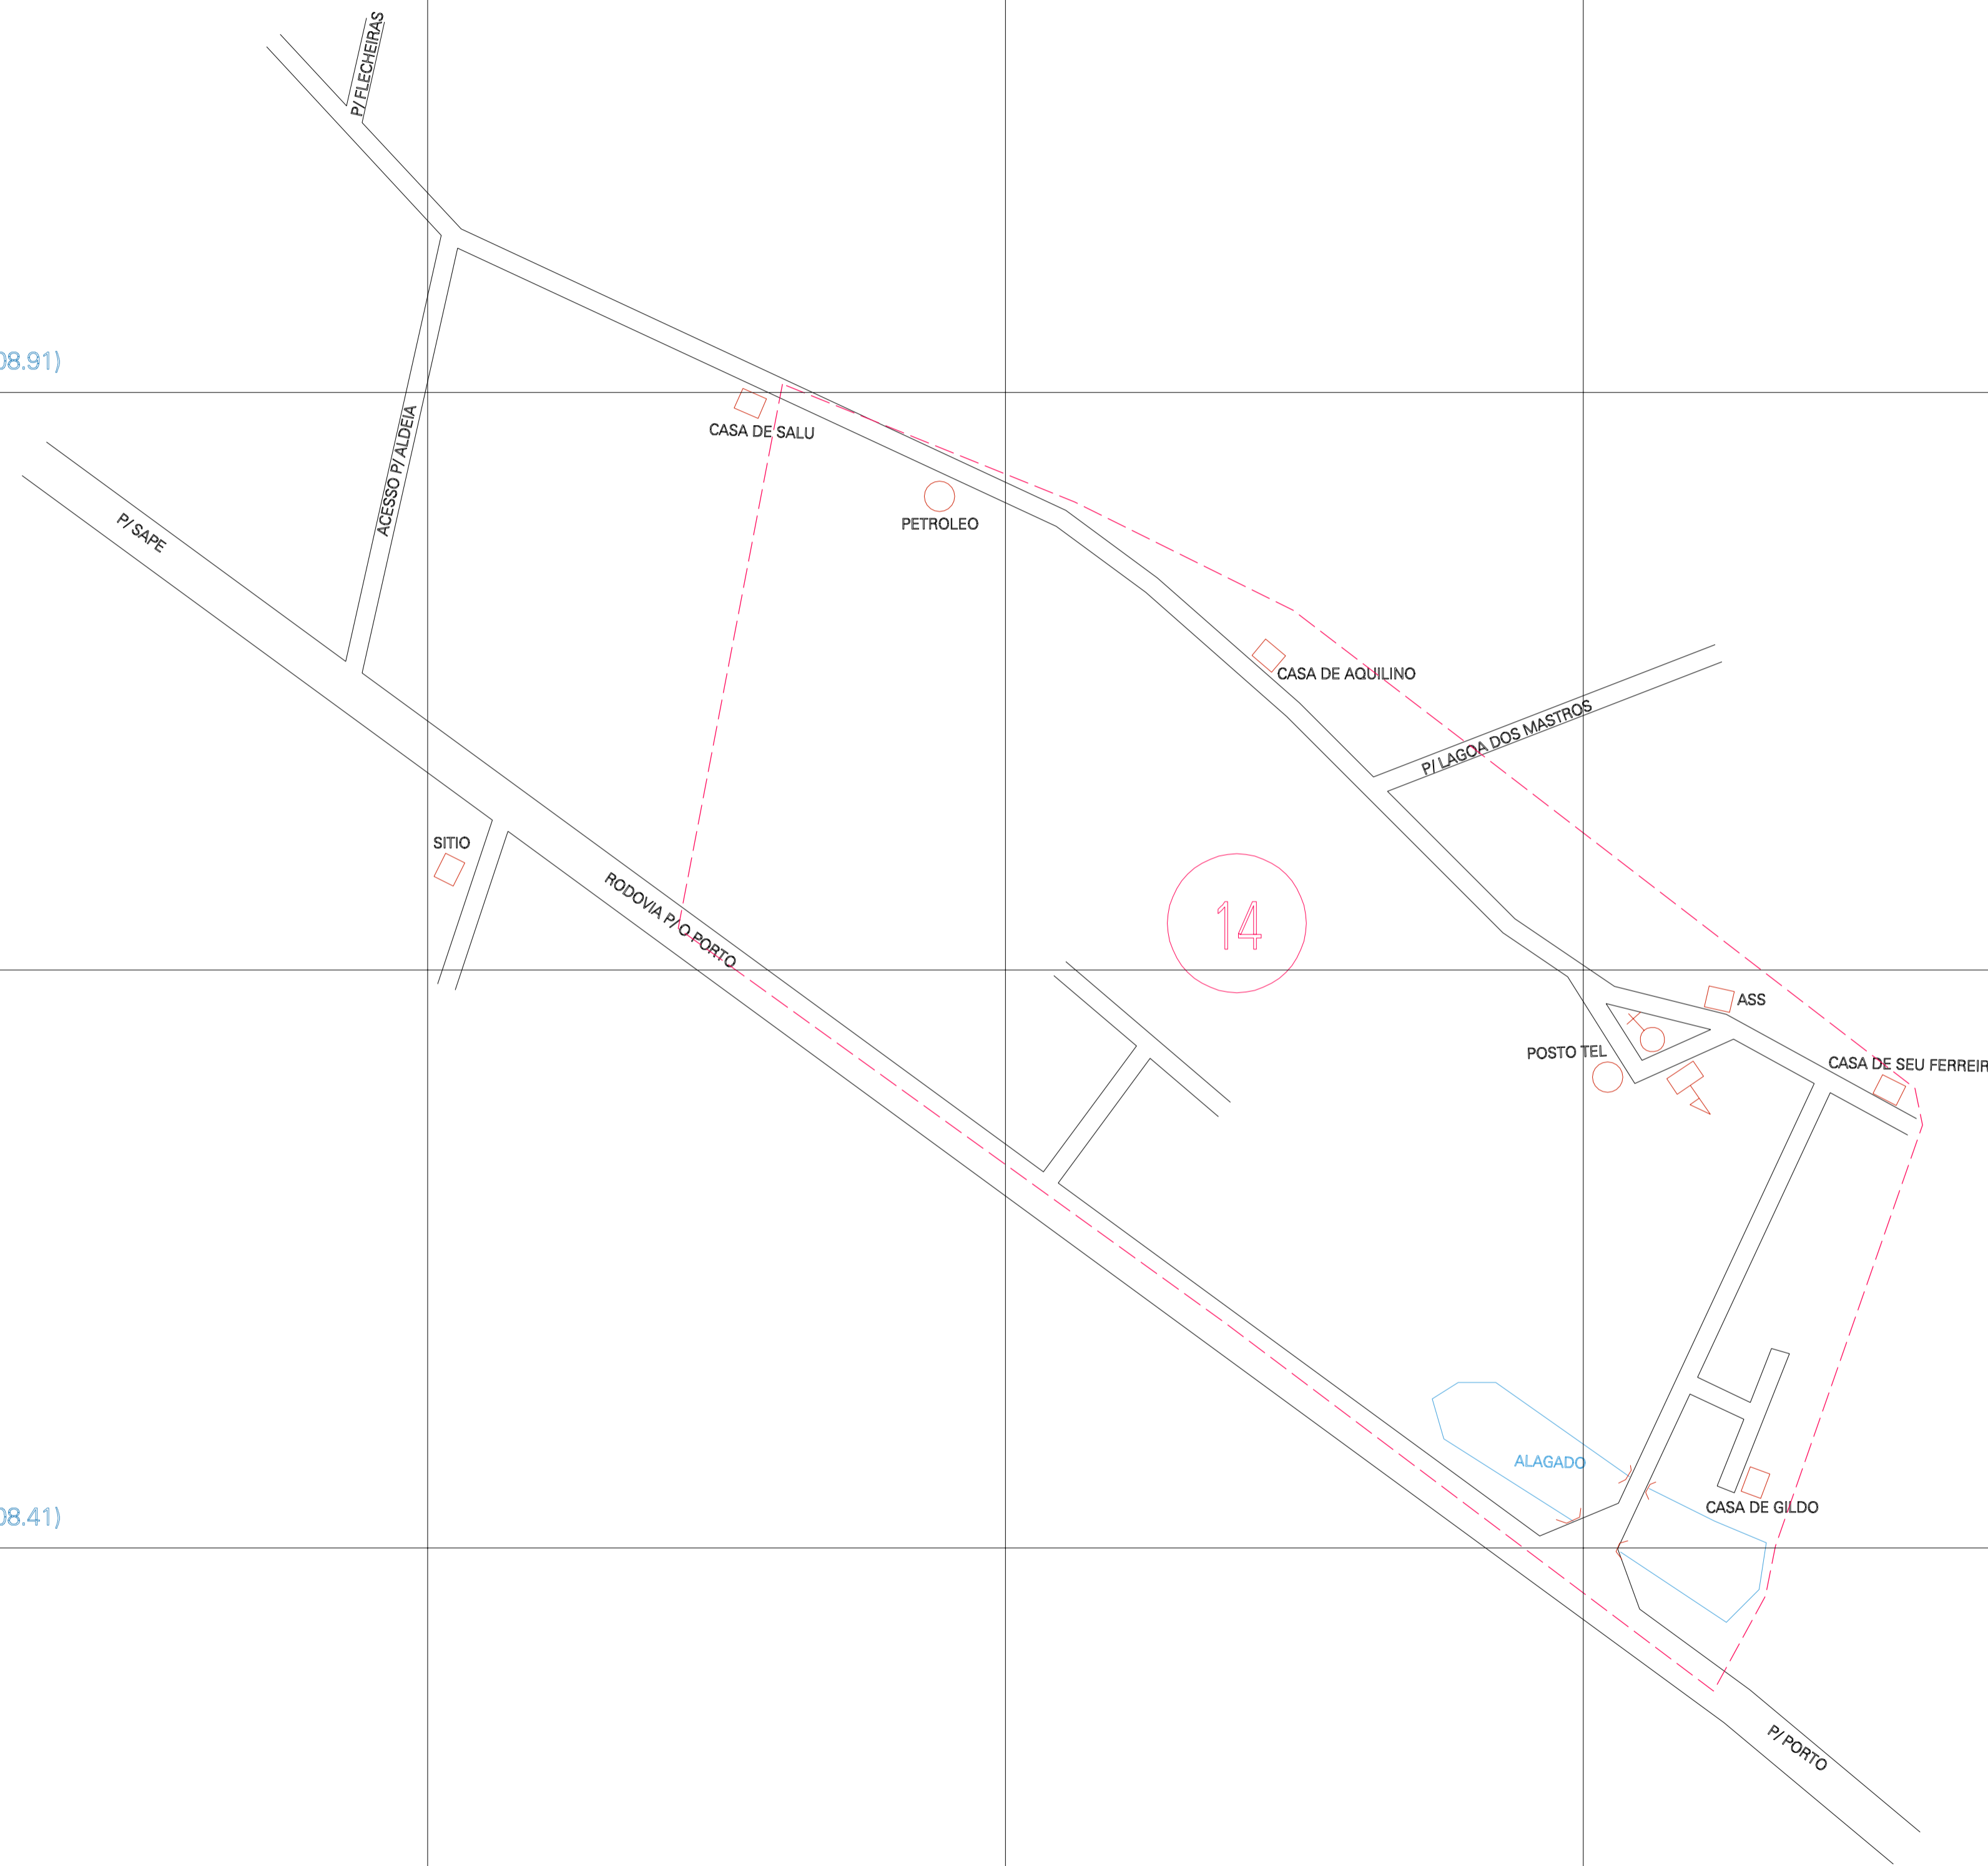 P/ FLECHEIRAS
08.91)
CASA DE SALU
ACESSO P/ ALDEIA
PETROLEO
P/ SAPE
CASA DE AQUILINO
P/ LAGOA DOS MASTROS
SITIO
RODOVIA P/ O PORTO
14
ASS
POSTO TEL
CASA DE SEU FERREIR
ALAGADO
CASA DE GILDO
08.41)
P/ PORTO